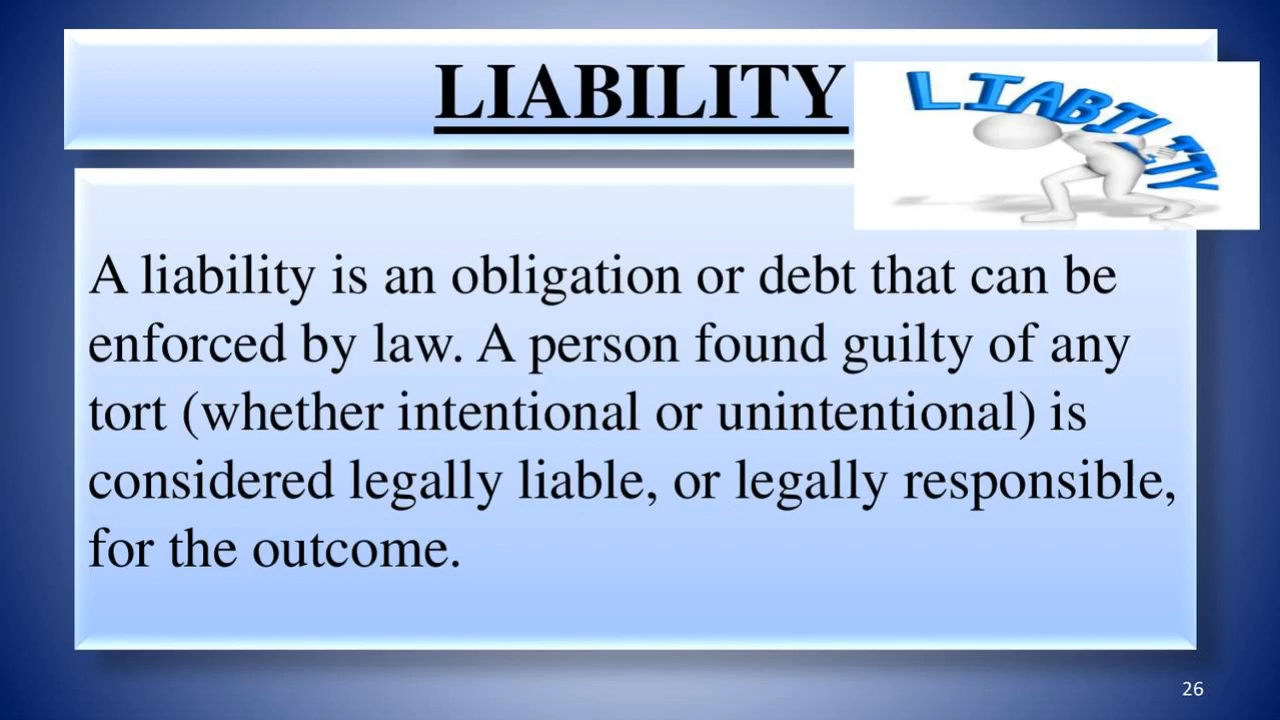 LIABILITY
LIABILITY
A liability is an obligation or debt that can be
enforced by law. A person found guilty of any
tort (whether intentional or unintentional) is
considered legally liable, or legally responsible,
for the outcome.
26